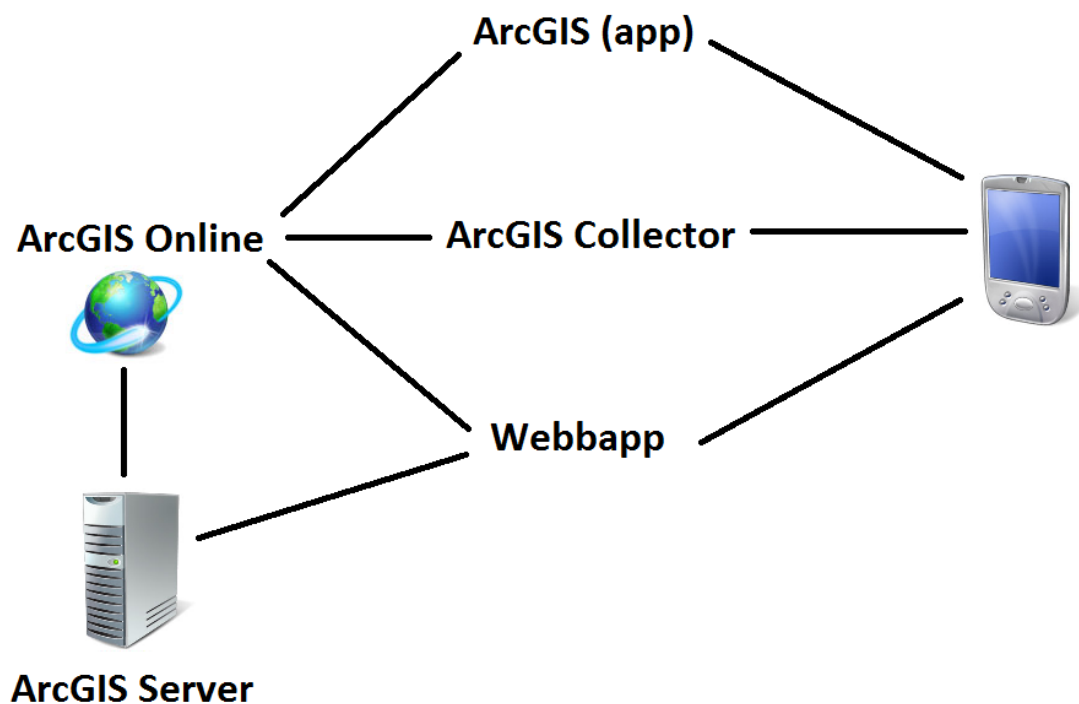 ArcGIS (app)
ArcGIS Online
ArcGIS Collector
Webbapp
ArcGIS Server